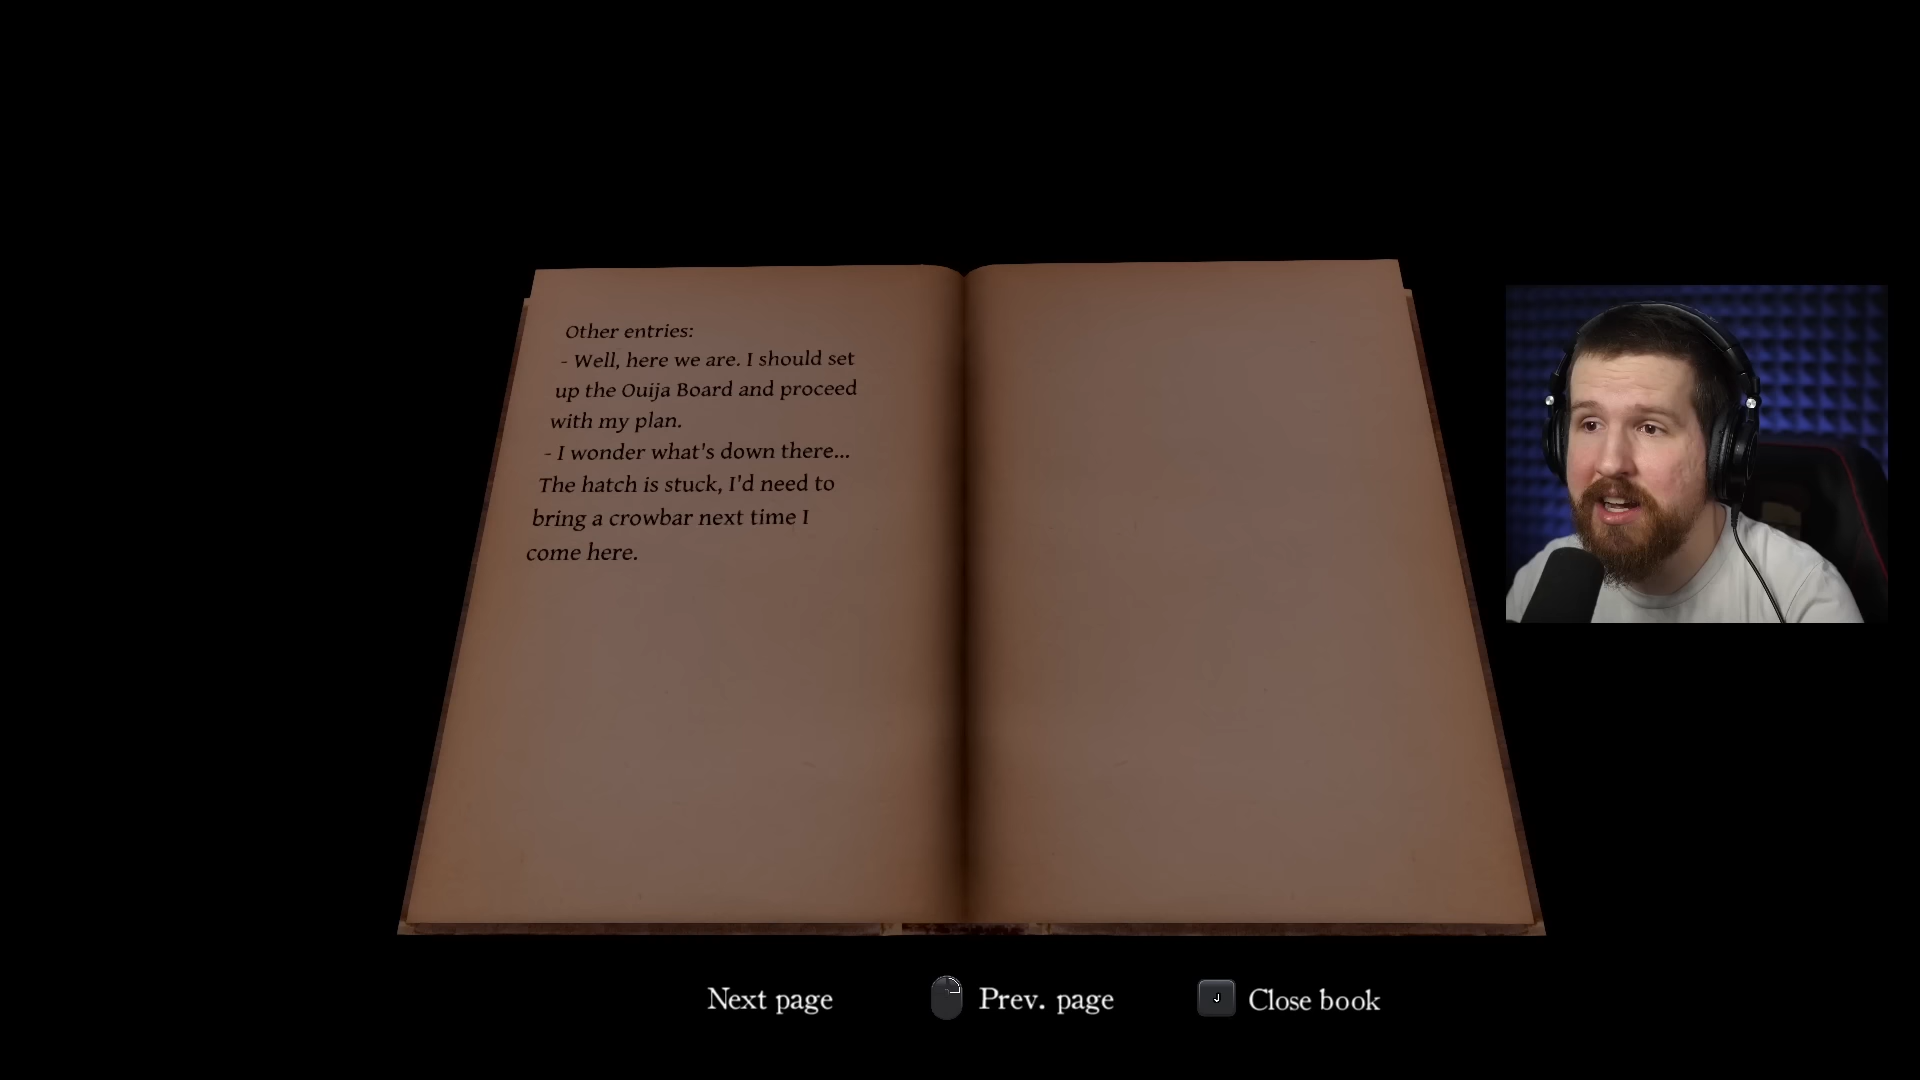 Other entries:
- Well, here we are. I should set
up the Ouija Board and proceed
with my plan.
- I wonder what's down there...
The hatch is stuck, I'd need to
bring a crowbar next time I
come here.
Next page
Prev. page
J
Close book